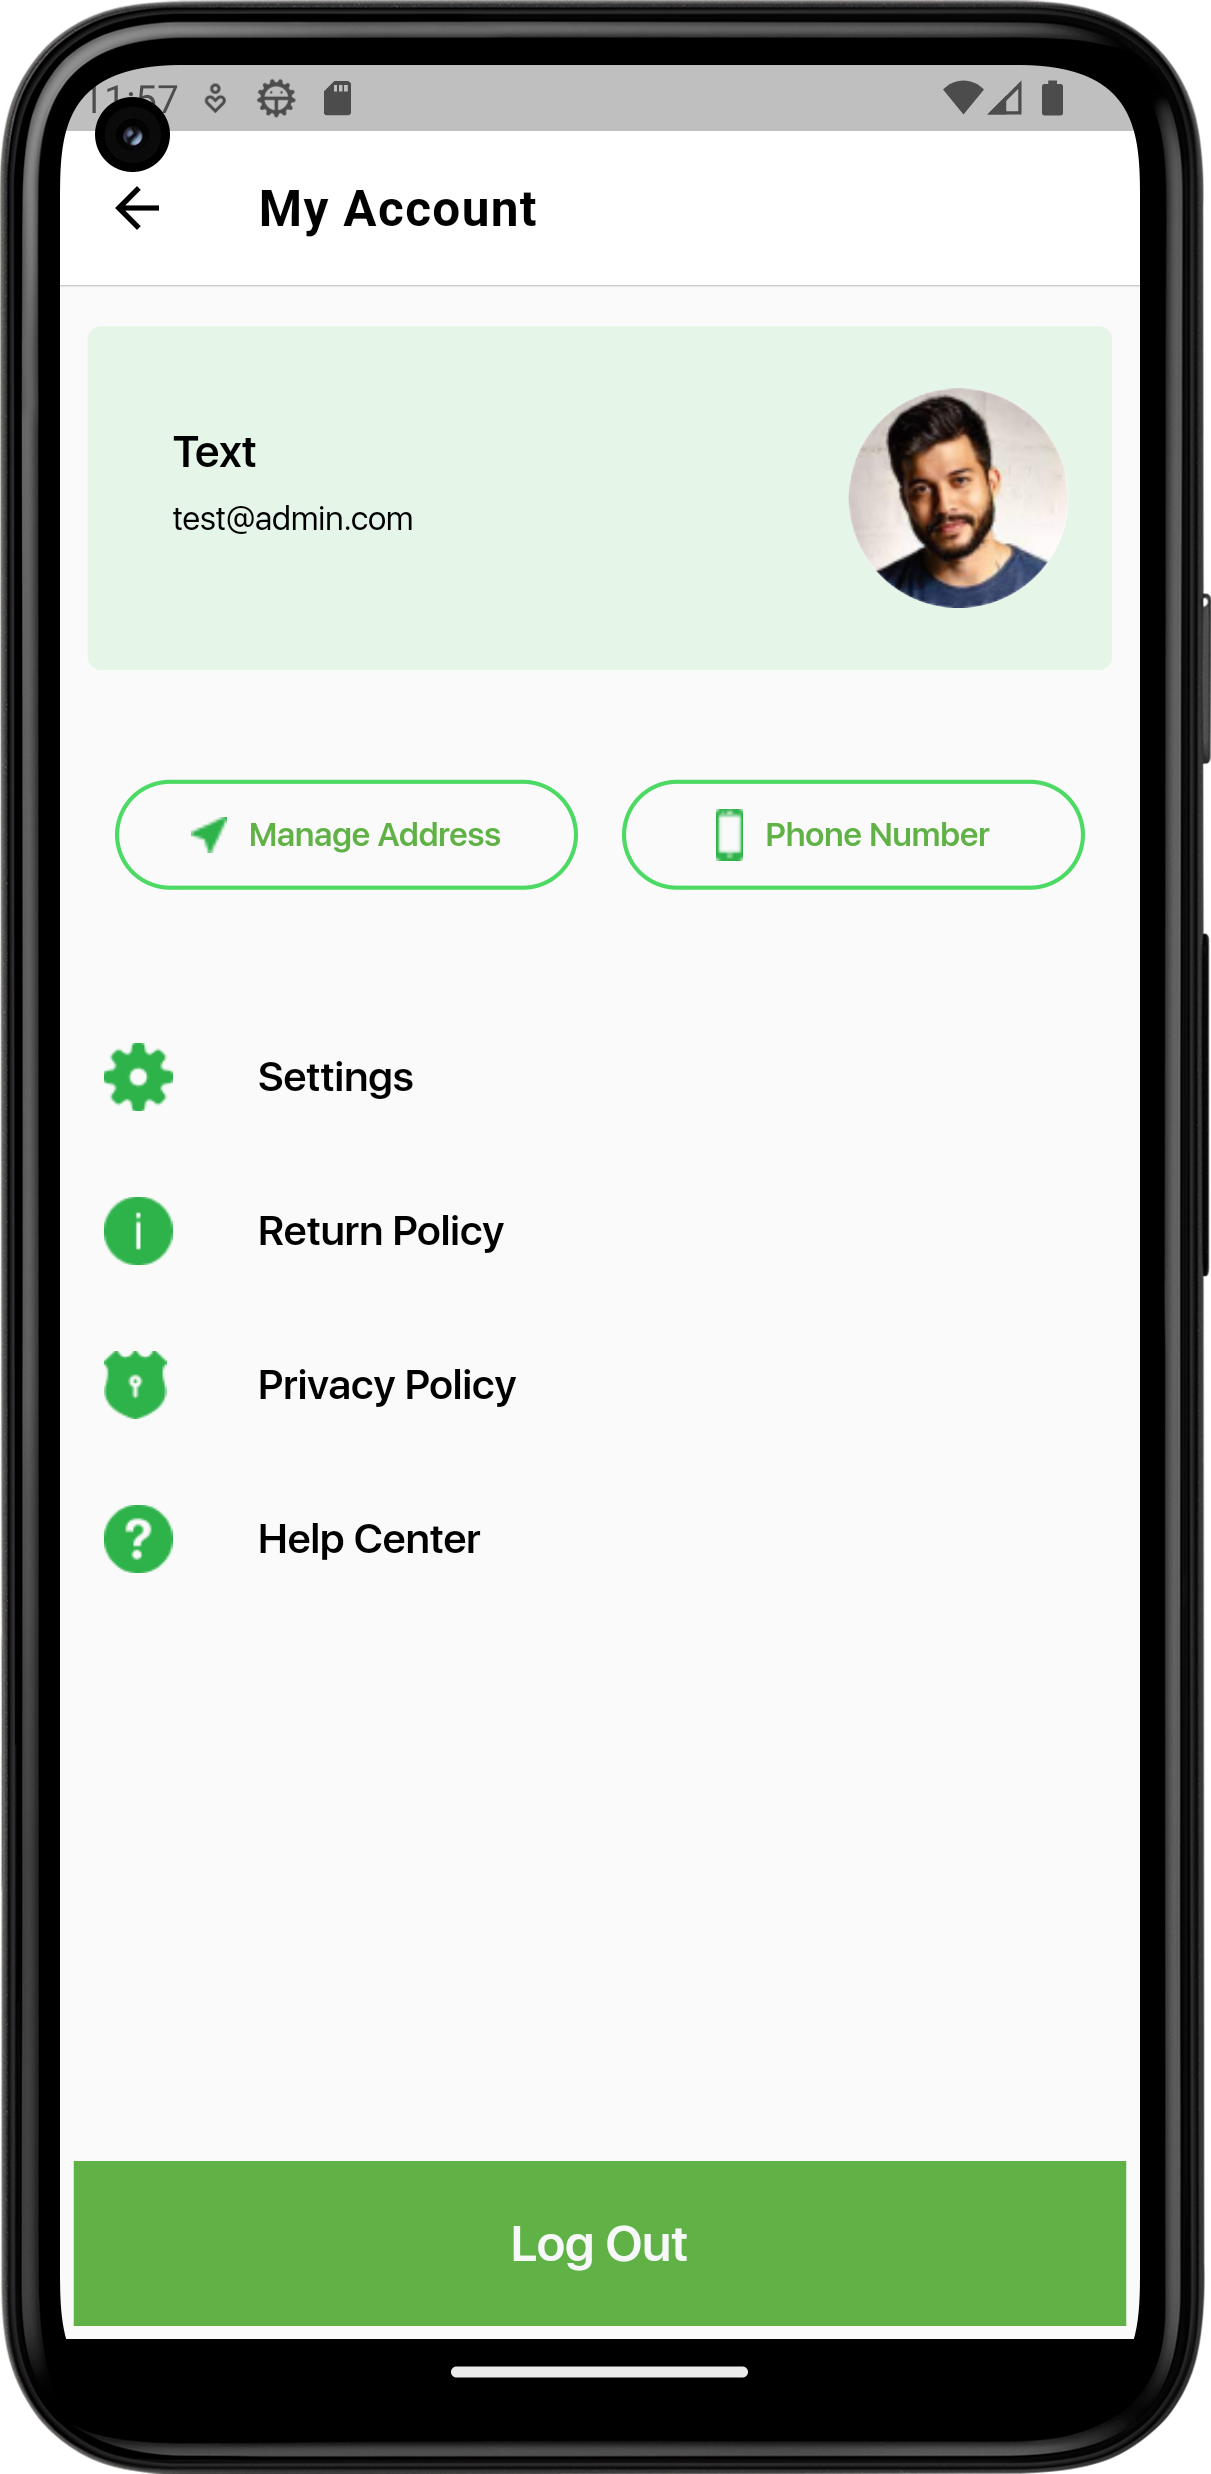 11:57
My Account
Text
test@admin.com
Manage Address
Phone Number
Settings
Return Policy
Privacy Policy
Help Center
Log Out